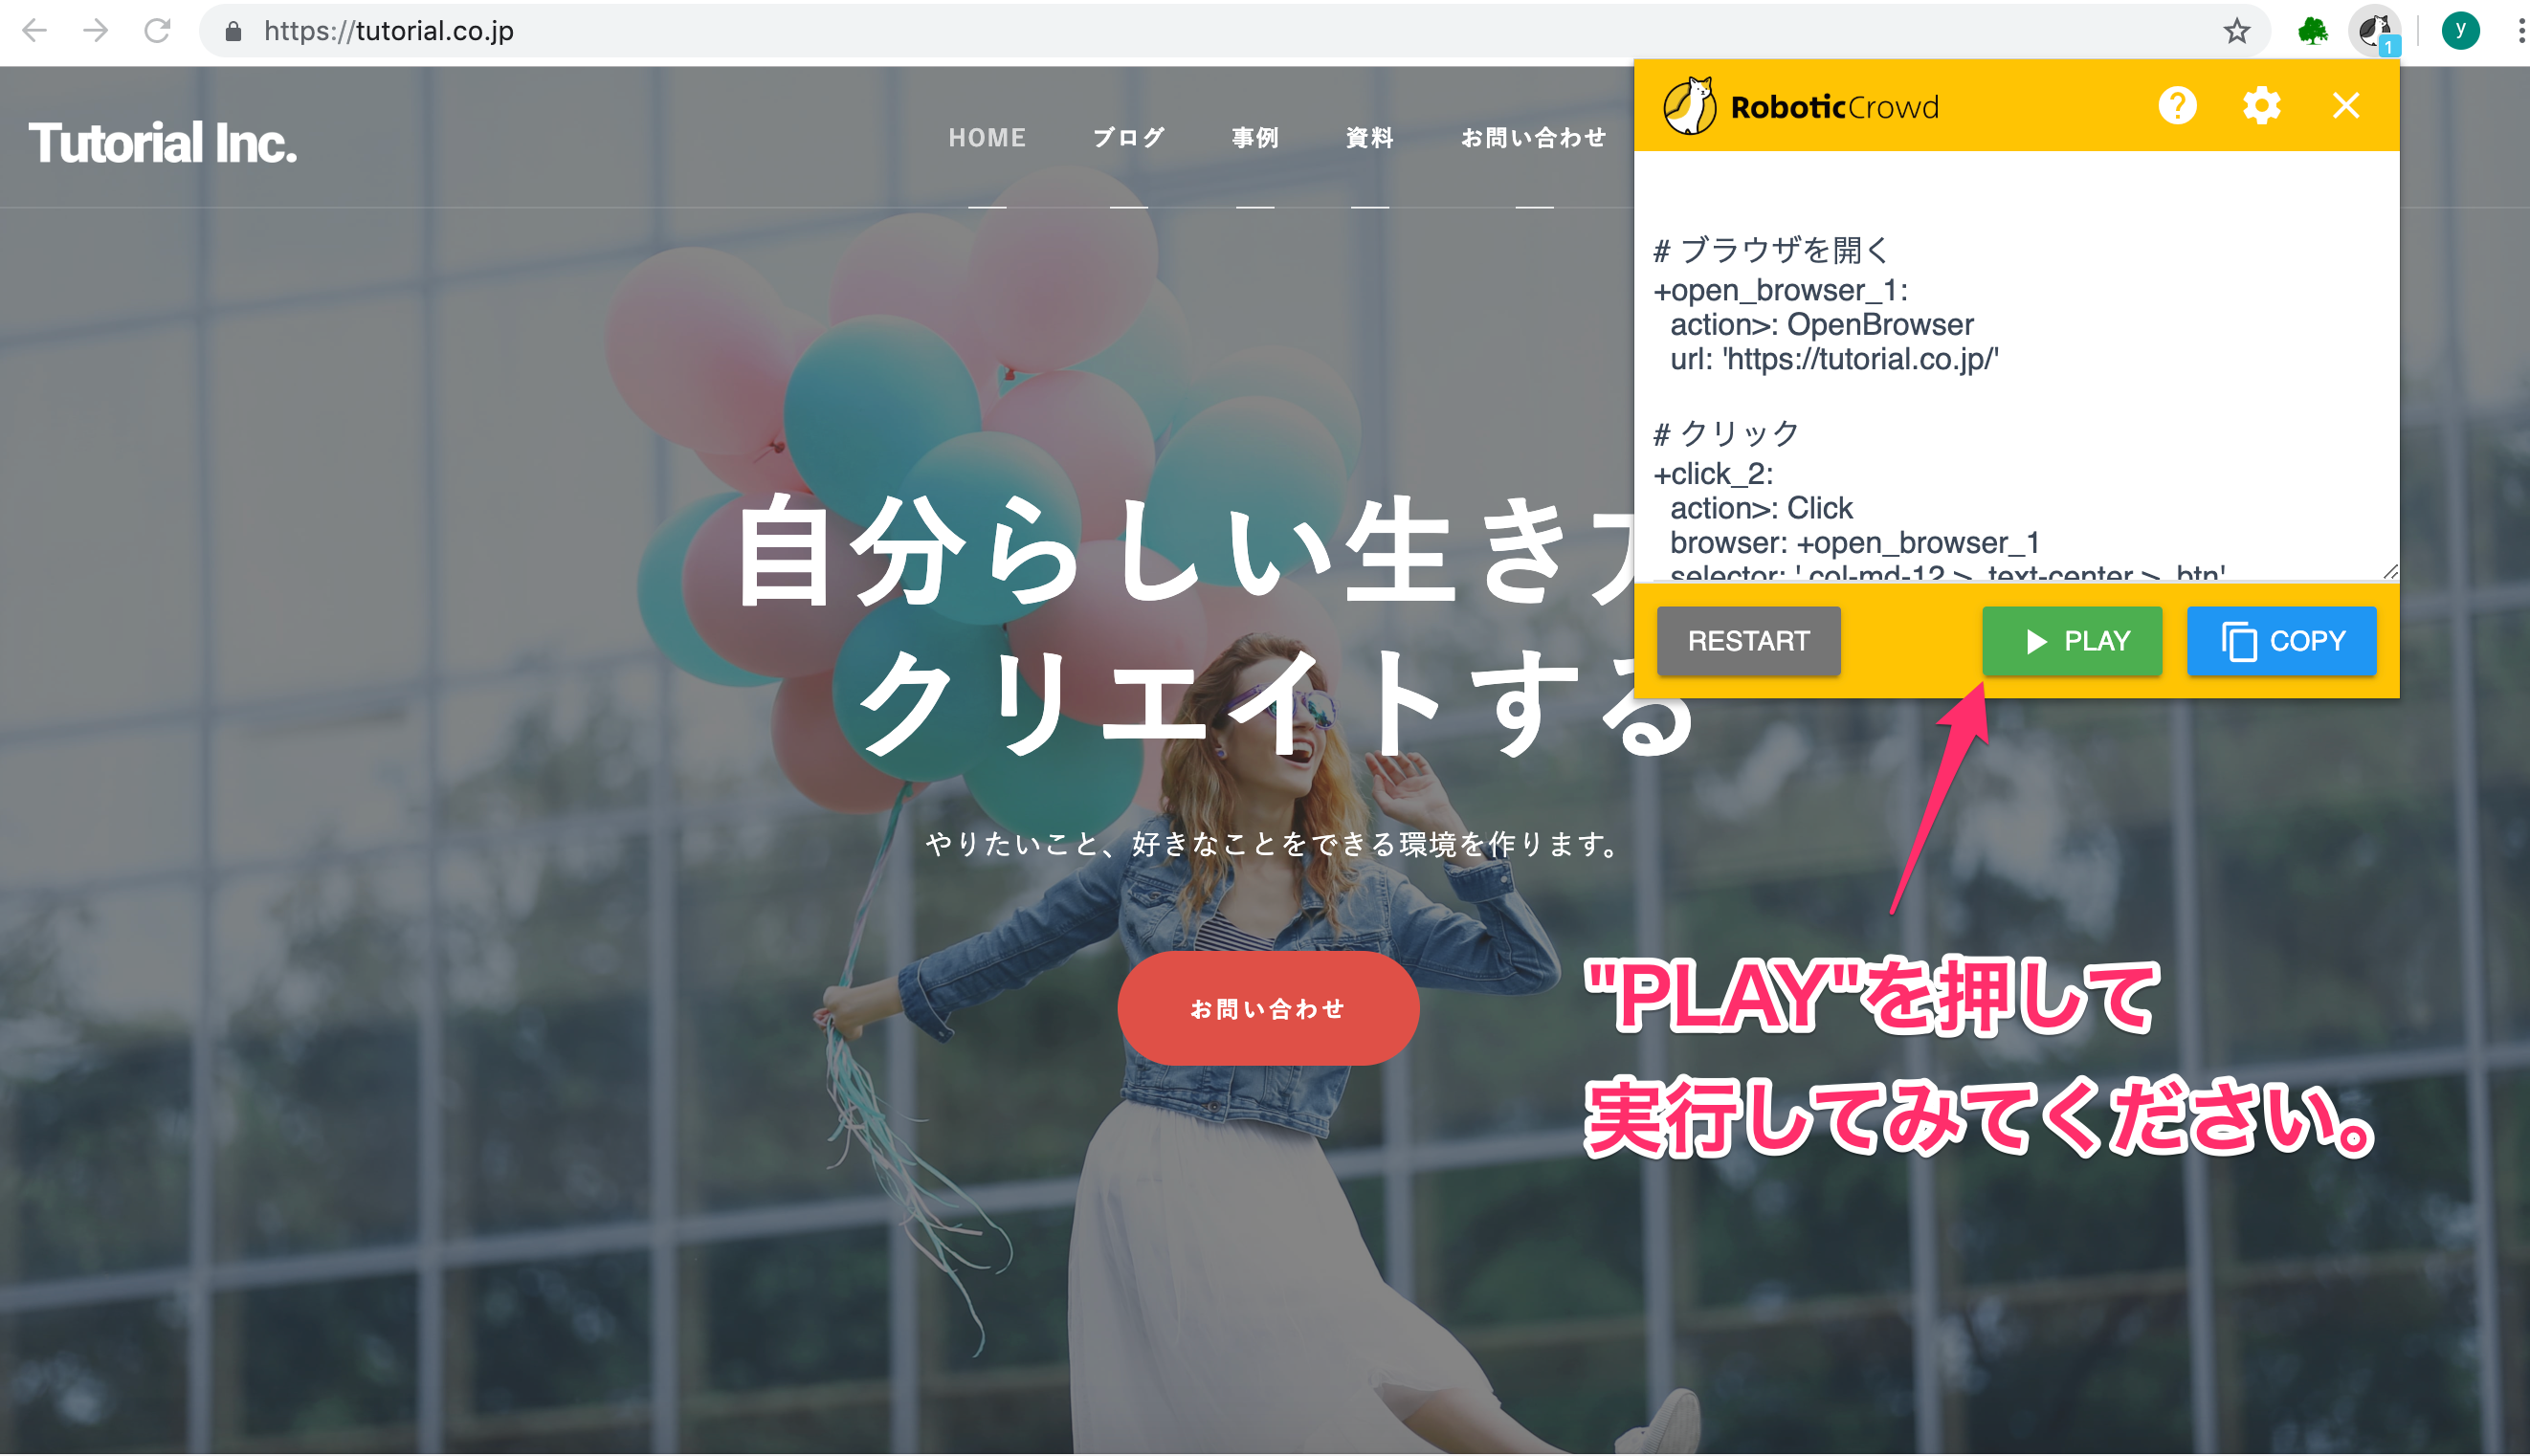 https://tutorial.co.jp
1
y
Tutorial Inc.
HOME ブログ 事例 資料 お問い合わせ
RoboticCrowd
# ブラウザを開く
+open_browser_1:
action>: OpenBrowser
url: 'https://tutorial.co.jp/'
# クリック
+click_2:
action>: Click
browser: +open_browser_1
selector: '.col-md-12 > .text-center > .btn'
RESTART PLAY COPY
自分らしい生き
クリエイトする
やりたいこと、好きなことをできる環境を作ります。
お問い合わせ
"PLAY"を押して
実行してみてください。